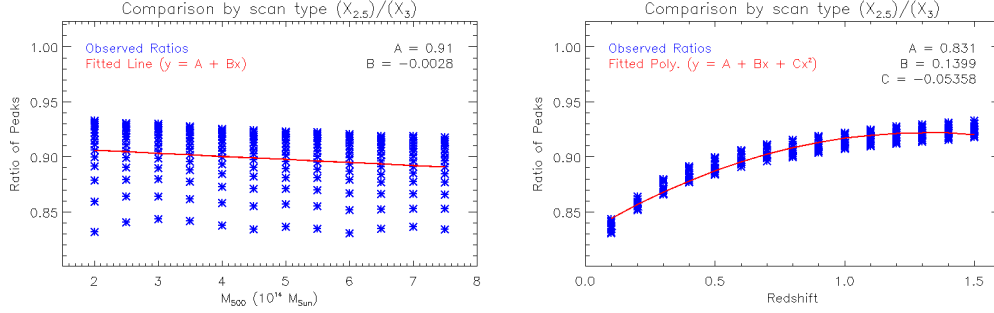 Comparison by scan type (X2.5)/(X3)
Observed Ratios
Fitted Line (y = A + Bx)
A = 0.91
B = -0.0028
Ratio of Peaks
1.00
0.95
0.90
0.85
2 3 4 5 6 7 8
M500 (10¹⁴ MSun)
Comparison by scan type (X2.5)/(X3)
Observed Ratios
Fitted Poly. (y = A + Bx + Cx²)
A = 0.831
B = 0.1399
C = -0.05358
Ratio of Peaks
1.00
0.95
0.90
0.85
0.0 0.5 1.0 1.5
Redshift